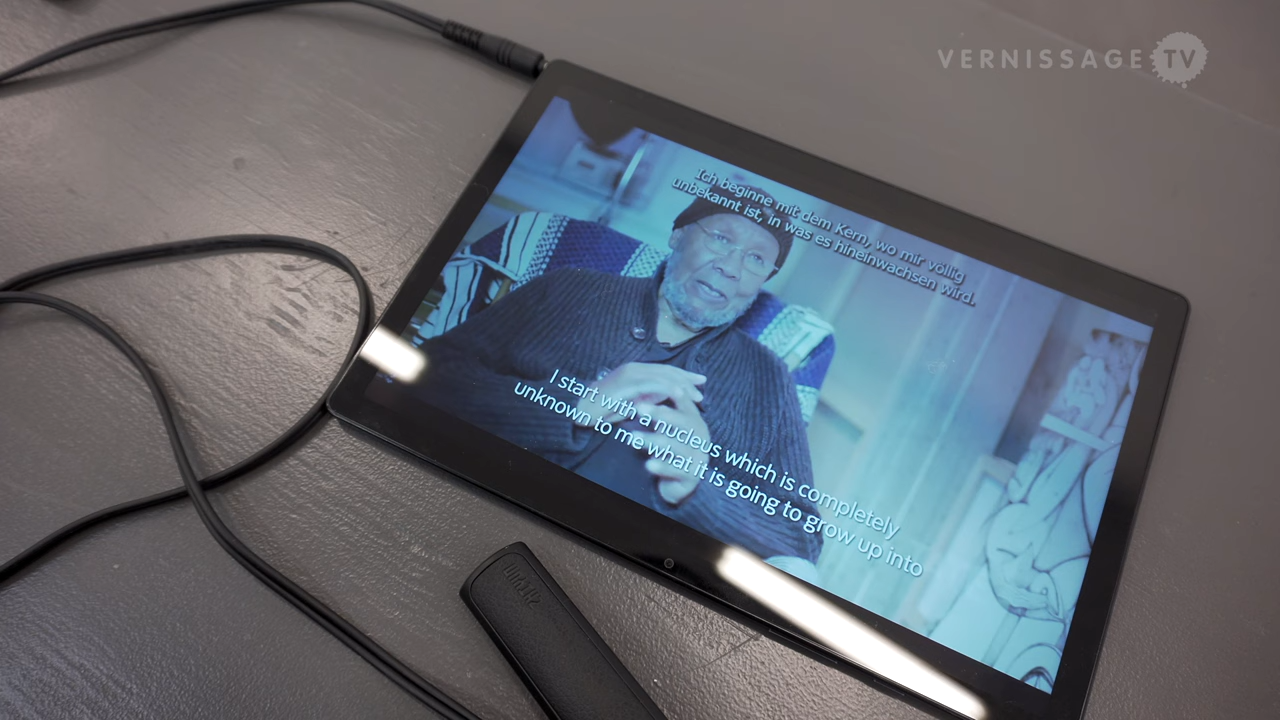 VERNISSAGE TV
Ich beginne mit dem Kern, wo mir völlig
unbekannt ist, in was es hineinwachsen wird.
I start with a nucleus which is completely
unknown to me what it is going to grow up into